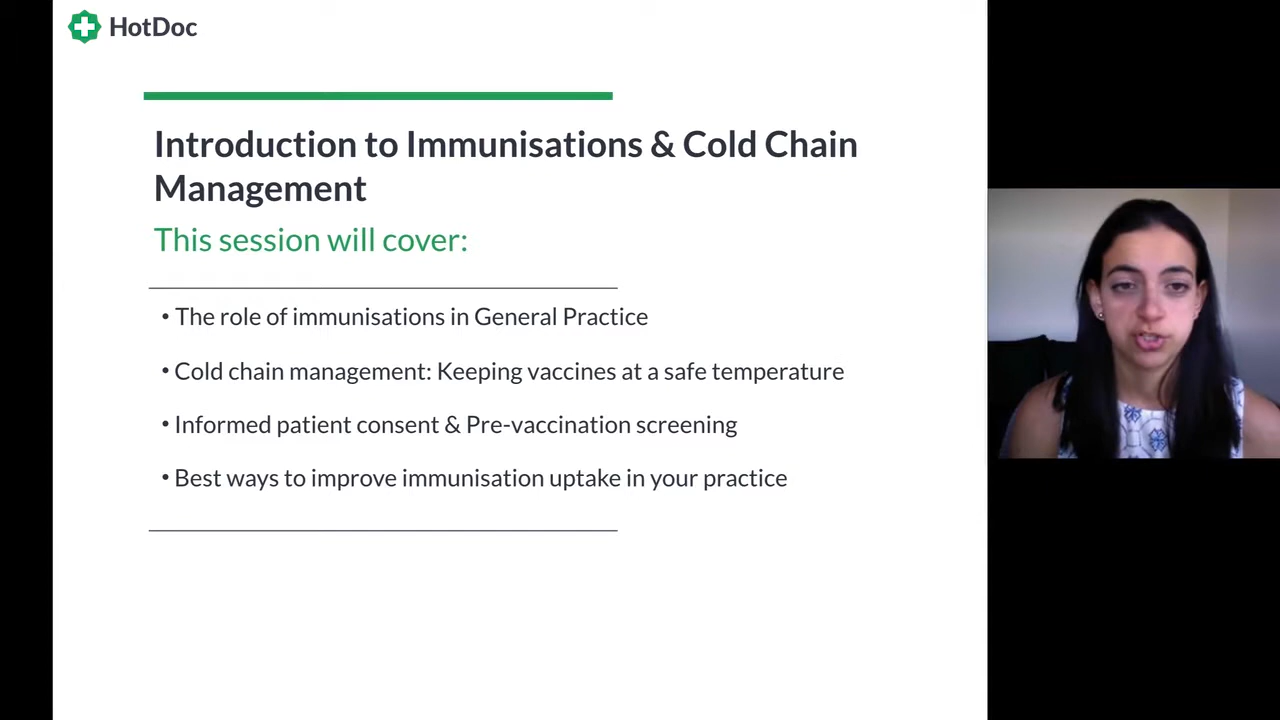 HotDoc
Introduction to Immunisations & Cold Chain
Management
This session will cover:
• The role of immunisations in General Practice
• Cold chain management: Keeping vaccines at a safe temperature
• Informed patient consent & Pre-vaccination screening
• Best ways to improve immunisation uptake in your practice